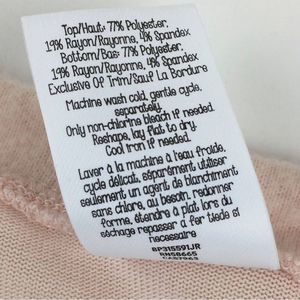 Top/Haut: 77% Polyester,
19% Rayon/Rayonne, 4% Spandex
Bottom/Bas: 77% Polyester,
19% Rayon/Rayonne, 4% Spandex
Exclusive Of Trim/Sauf La Bordure
Machine wash cold, gentle cycle,
separately.
Only non-chlorine bleach if needed.
Reshape, lay flat to dry.
Cool iron if needed.
Laver à la machine à l'eau froide,
cycle délicat, séparément utiliser
seulement un agent de blanchiment
sans chlore, au besoin, redonner
forme, étendre à plat lors du
séchage repasser à fer tiède si
nécessaire
SP315591JR
RN58665